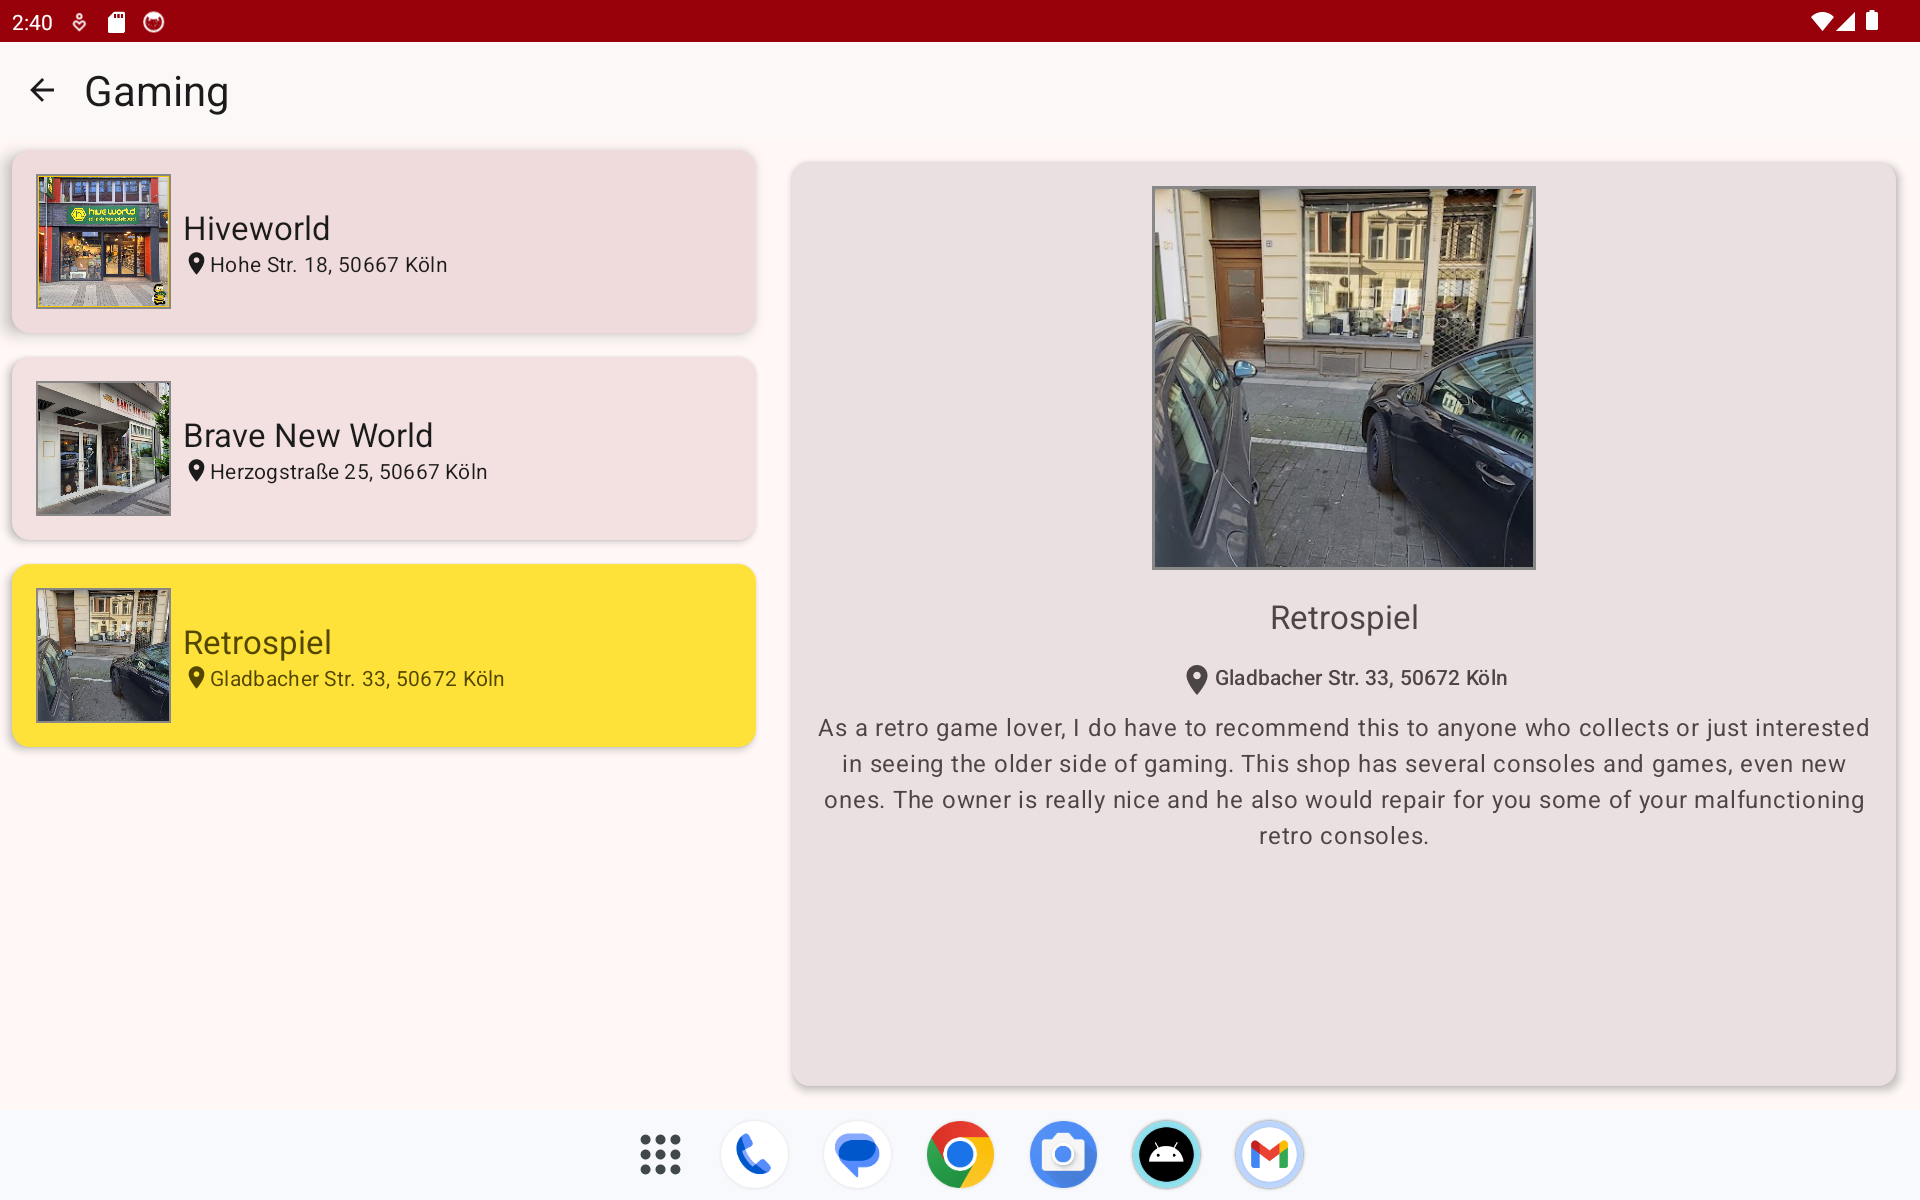 2:40
Gaming
hive world
Hiveworld
Hohe Str. 18, 50667 Köln
Brave New World
Herzogstraße 25, 50667 Köln
Retrospiel
Gladbacher Str. 33, 50672 Köln
Retrospiel
Gladbacher Str. 33, 50672 Köln
As a retro game lover, I do have to recommend this to anyone who collects or just interested
in seeing the older side of gaming. This shop has several consoles and games, even new
ones. The owner is really nice and he also would repair for you some of your malfunctioning
retro consoles.